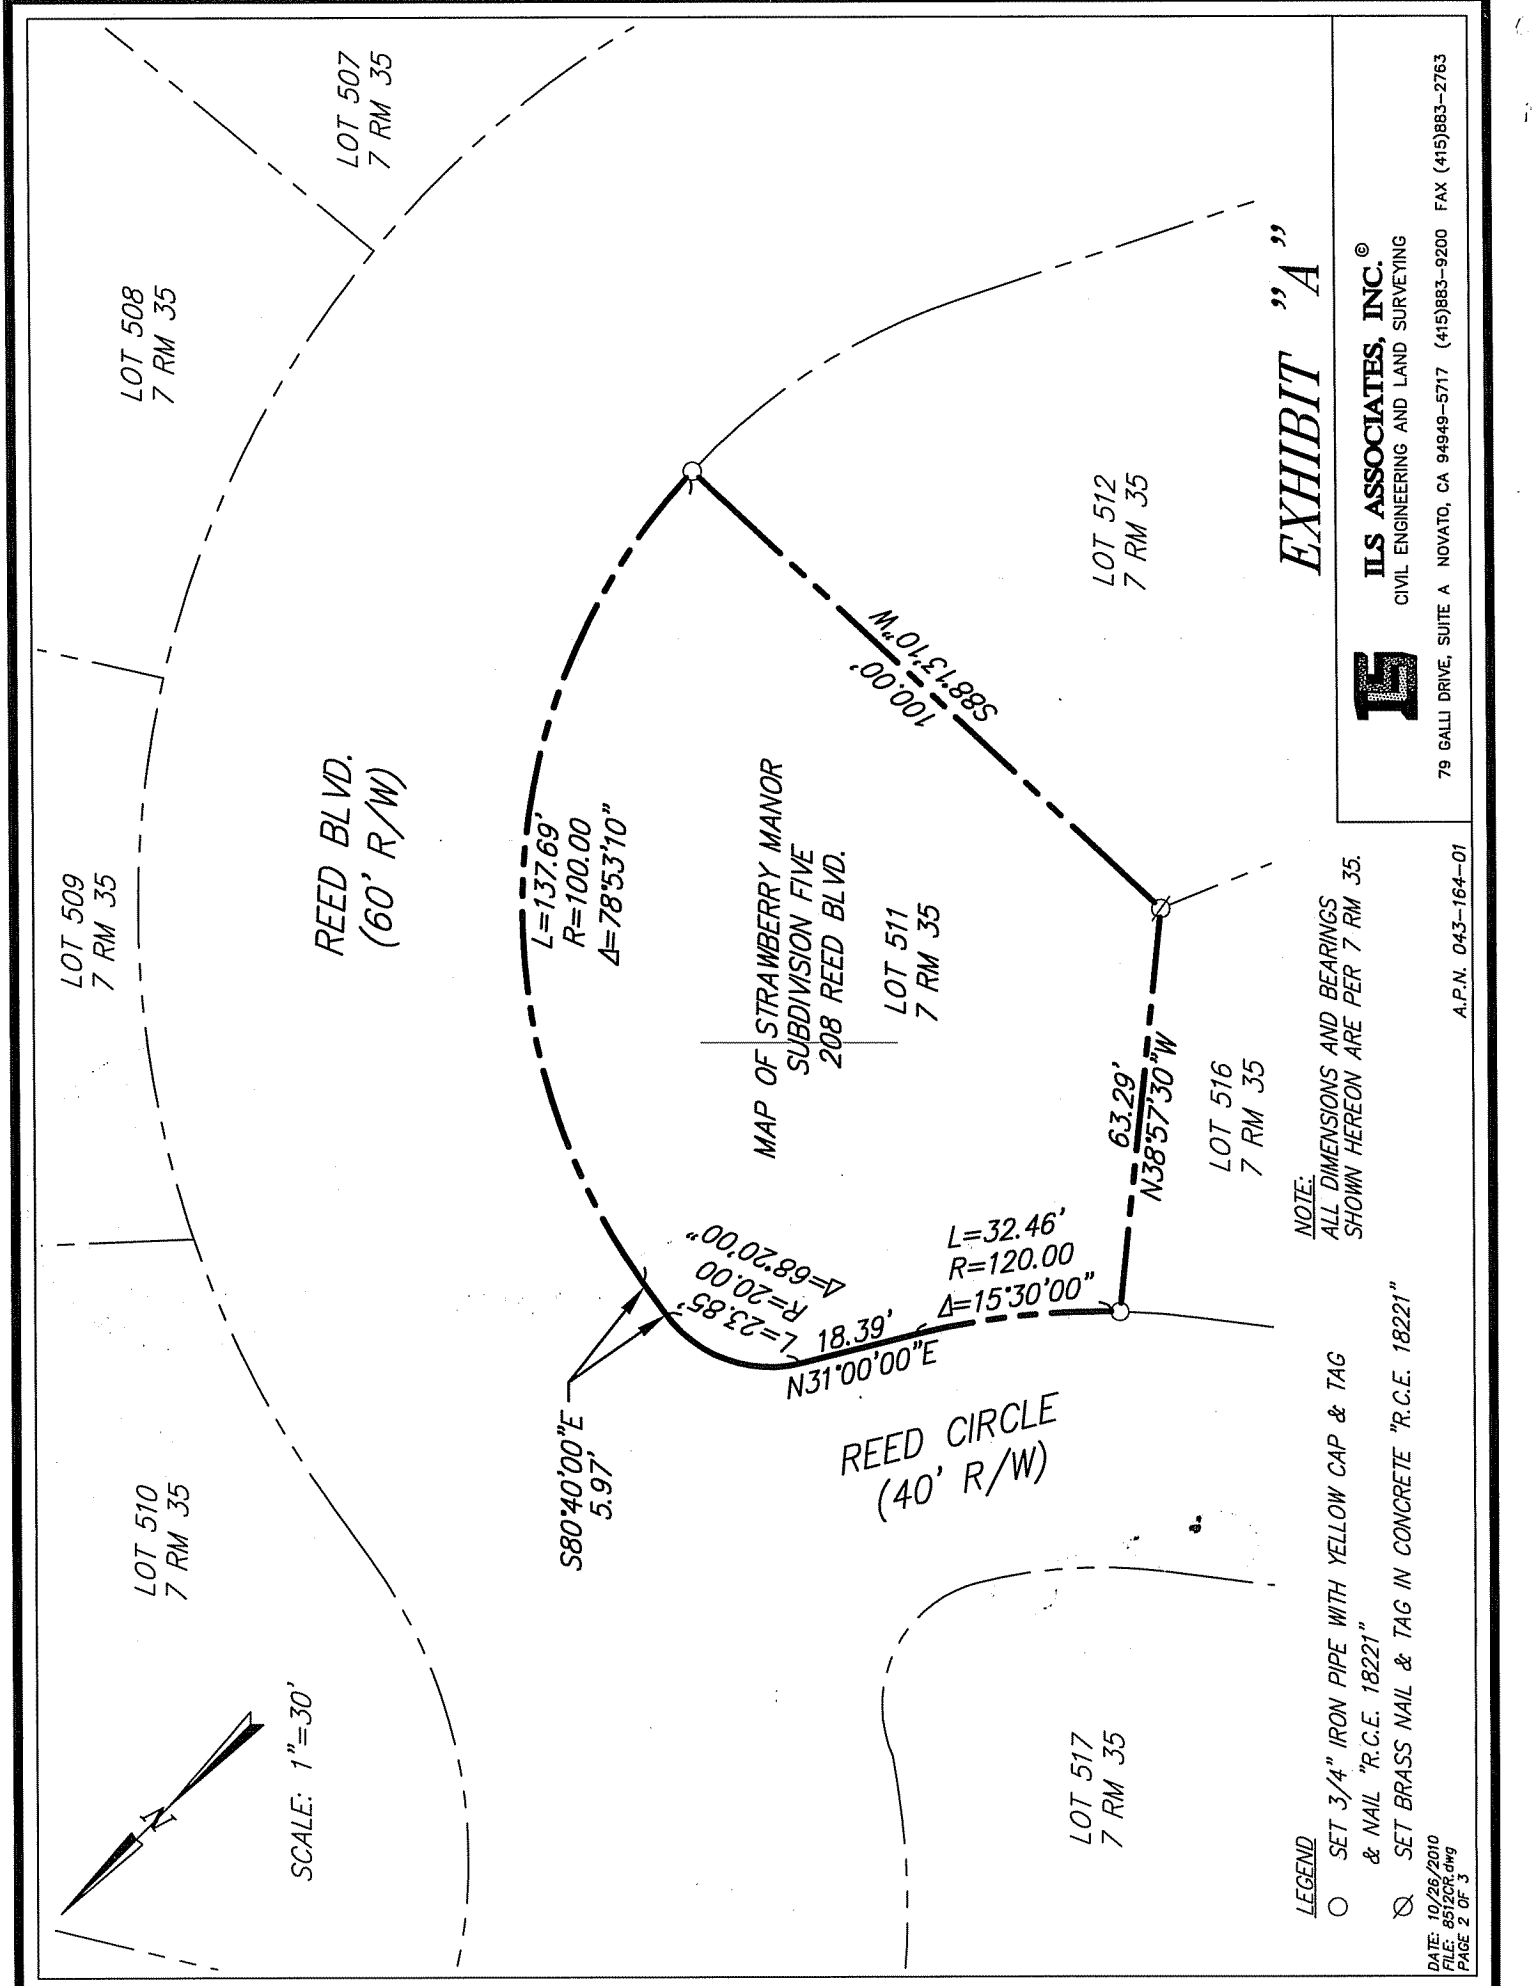 LOT 510
7 RM 35
LOT 509
7 RM 35
LOT 508
7 RM 35
LOT 507
7 RM 35
N
SCALE: 1"=30'
REED BLVD.
(60' R/W)
S80°40'00"E
5.97'
L=137.69'
R=100.00
Δ=78°53'10"
L=23.85'
R=20.00
Δ=68°20'00"
18.39'
N31°00'00"E
L=32.46'
R=120.00
Δ=15°30'00"
MAP OF STRAWBERRY MANOR
SUBDIVISION FIVE
208 REED BLVD.
LOT 511
7 RM 35
100.00'
S88°13'10"W
63.29'
N38°57'30"W
REED CIRCLE
(40' R/W)
LOT 512
7 RM 35
LOT 516
7 RM 35
LOT 517
7 RM 35
EXHIBIT "A"
LEGEND
SET 3/4" IRON PIPE WITH YELLOW CAP & TAG
& NAIL "R.C.E. 18221"
SET BRASS NAIL & TAG IN CONCRETE "R.C.E. 18221"
NOTE:
ALL DIMENSIONS AND BEARINGS
SHOWN HEREON ARE PER 7 RM 35.
ILS ASSOCIATES, INC.©
CIVIL ENGINEERING AND LAND SURVEYING
79 GALLI DRIVE, SUITE A NOVATO, CA 94949-5717 (415)883-9200 FAX (415)883-2763
DATE: 10/26/2010
FILE: 8512CR.dwg
PAGE 2 OF 3
A.P.N. 043-164-01